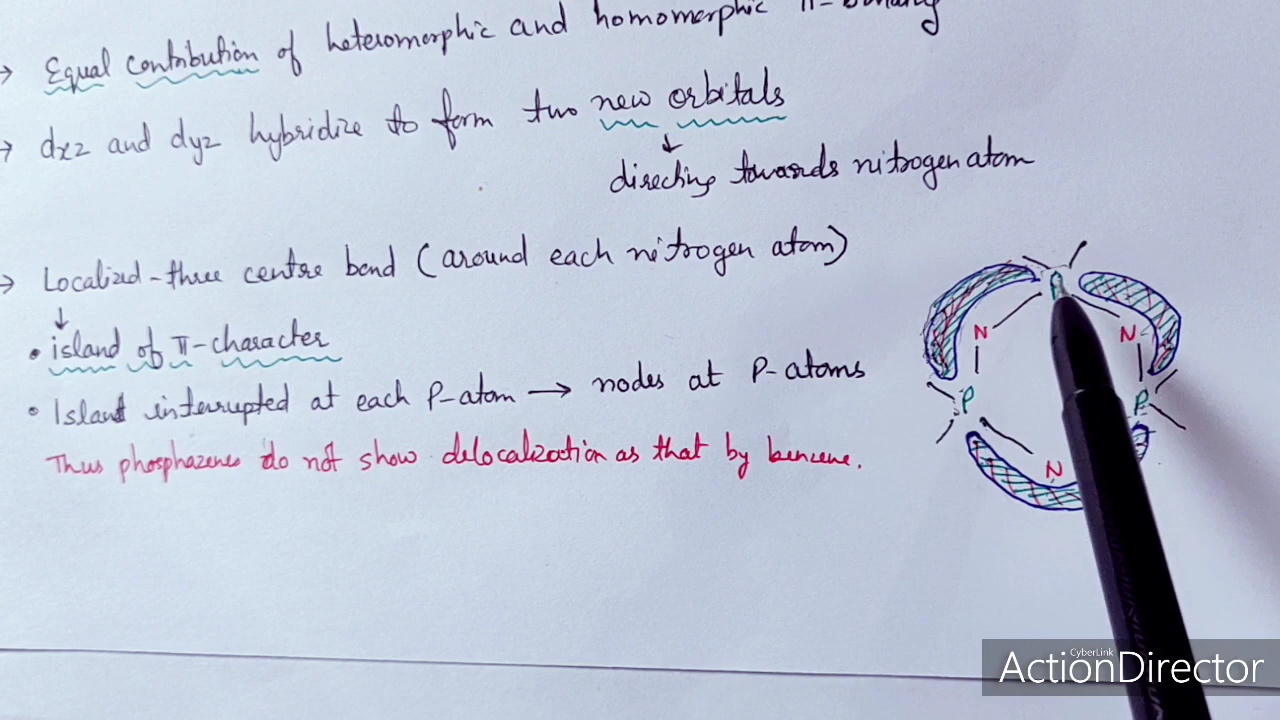 → Equal contribution of heteromorphic and homomorphic π-bonding
→ dxz and dyz hybridize to form two new orbitals
↓
directing towards nitrogen atom
→ Localized-three centre bond (around each nitrogen atom)
↓
• island of π-character
• Island interrupted at each P-atom → nodes at P-atoms
Thus phosphazenes do not show delocalization as that by benzene.
P
N N
P P
N
CyberLink
ActionDirector